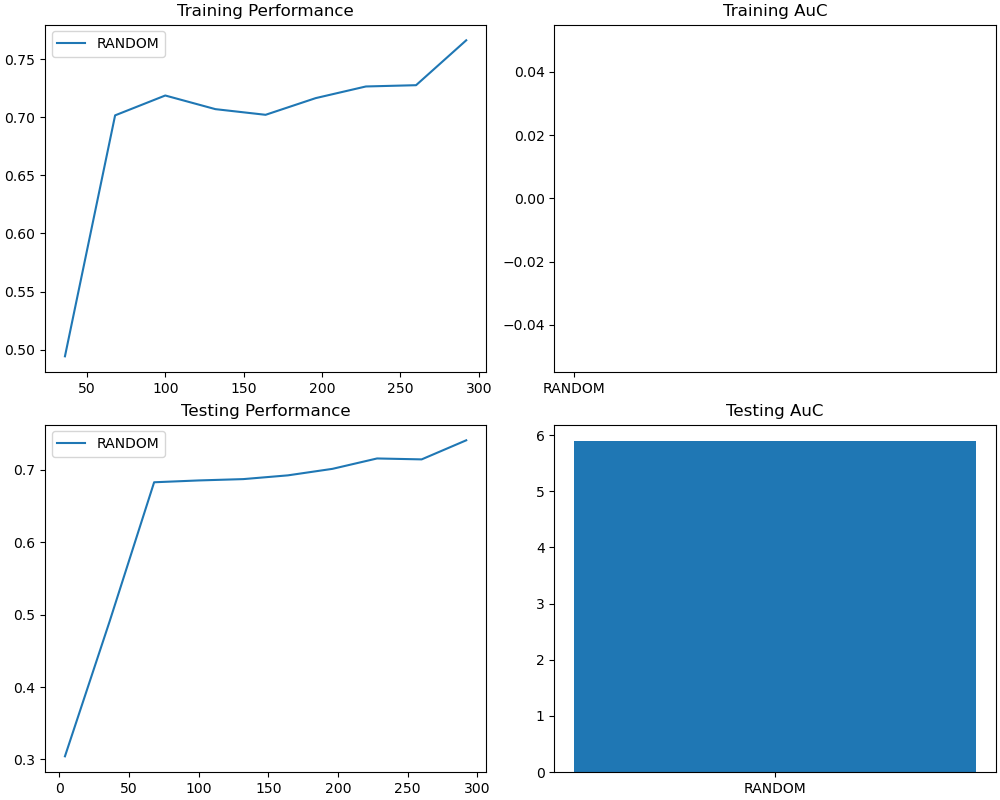 Training Performance
RANDOM
0.75
0.70
0.65
0.60
0.55
0.50
50 100 150 200 250 300
Training AuC
0.04
0.02
0.00
−0.02
−0.04
RANDOM
Testing Performance
RANDOM
0.7
0.6
0.5
0.4
0.3
0 50 100 150 200 250 300
Testing AuC
6
5
4
3
2
1
0
RANDOM